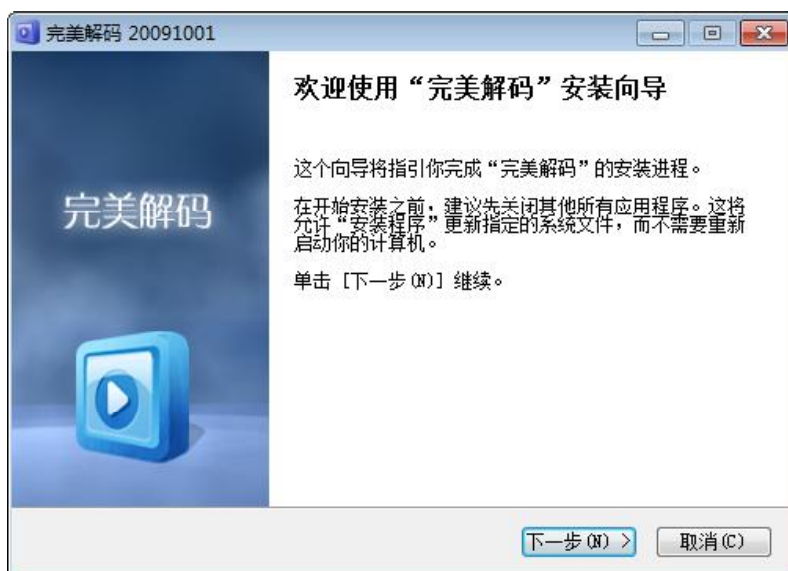 完美解码 20091001
欢迎使用“完美解码”安装向导
这个向导将指引你完成“完美解码”的安装进程。
在开始安装之前，建议先关闭其他所有应用程序。这将
允许“安装程序”更新指定的系统文件，而不需要重新
启动你的计算机。
单击 [下一步(N)] 继续。
完美解码
下一步(N) >
取消(C)